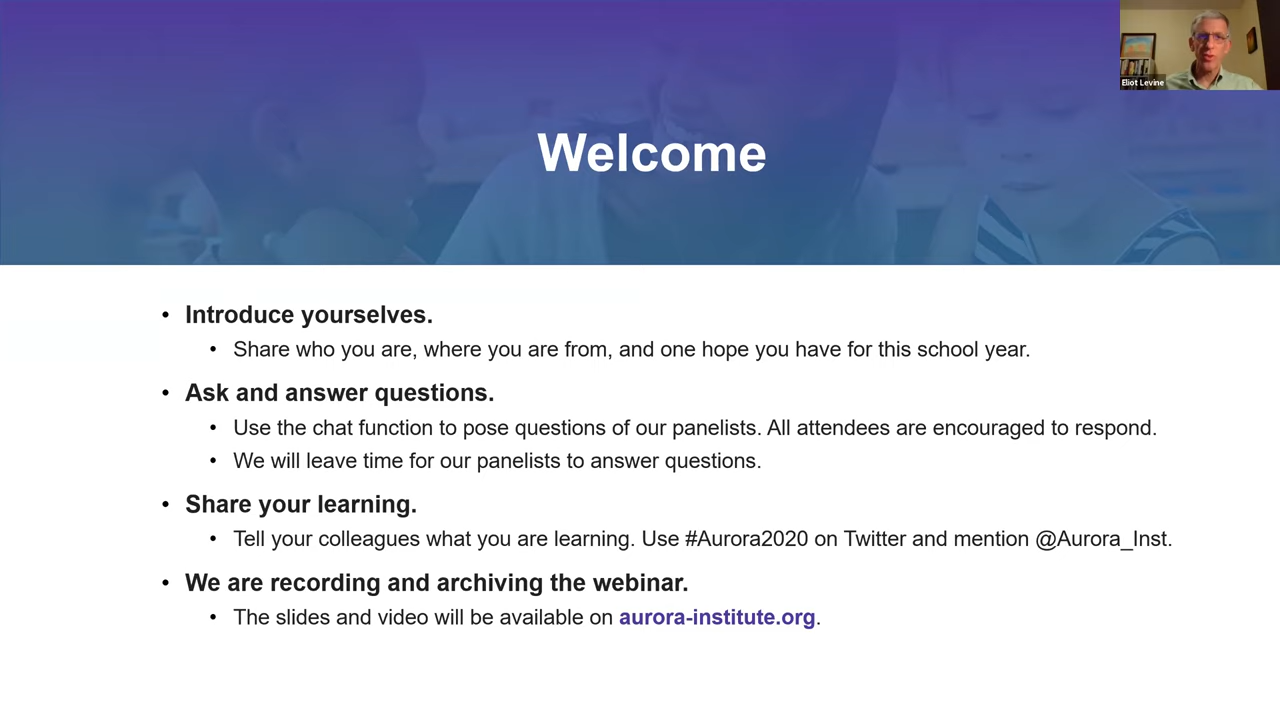 Eliot Levine
Welcome
• Introduce yourselves.
• Share who you are, where you are from, and one hope you have for this school year.
• Ask and answer questions.
• Use the chat function to pose questions of our panelists. All attendees are encouraged to respond.
• We will leave time for our panelists to answer questions.
• Share your learning.
• Tell your colleagues what you are learning. Use #Aurora2020 on Twitter and mention @Aurora_Inst.
• We are recording and archiving the webinar.
• The slides and video will be available on aurora-institute.org.